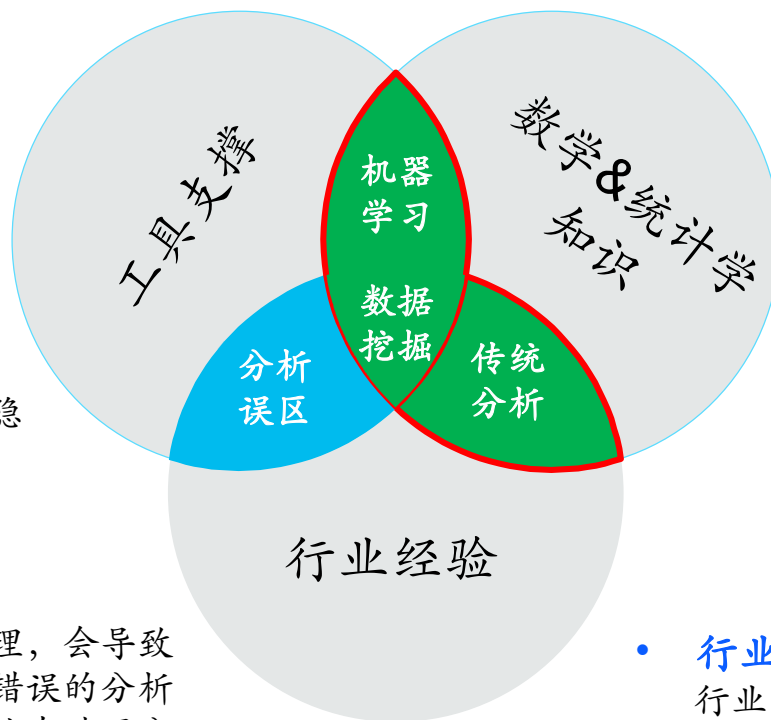 工具支撑
数学&统计学
知识
机器
学习
数据
挖掘
分析
误区
传统
分析
稳
行业经验
理，会导致
错误的分析
• 行业
行业